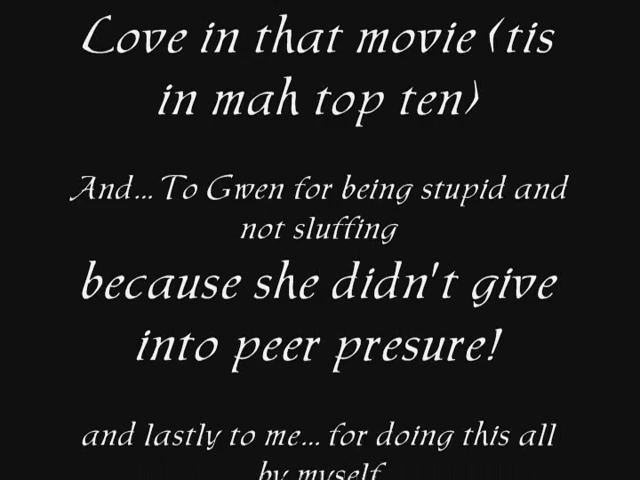 Love in that movie (tis
in mah top ten)
And... To Gwen for being stupid and
not sluffing
because she didn't give
into peer presure!
and lastly to me... for doing this all
by myself